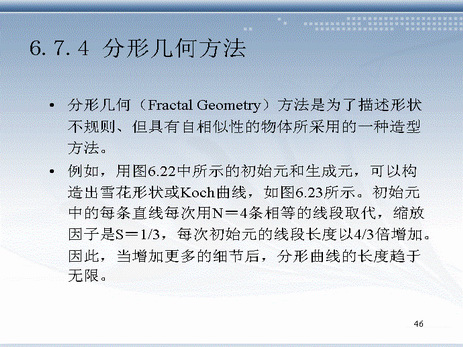 6.7.4 分形几何方法
• 分形几何（Fractal Geometry）方法是为了描述形状
不规则、但具有自相似性的物体所采用的一种造型
方法。
• 例如，用图6.22中所示的初始元和生成元，可以构
造出雪花形状或Koch曲线，如图6.23所示。初始元
中的每条直线每次用N＝4条相等的线段取代，缩放
因子是S＝1/3，每次初始元的线段长度以4/3倍增加。
因此，当增加更多的细节后，分形曲线的长度趋于
无限。
46